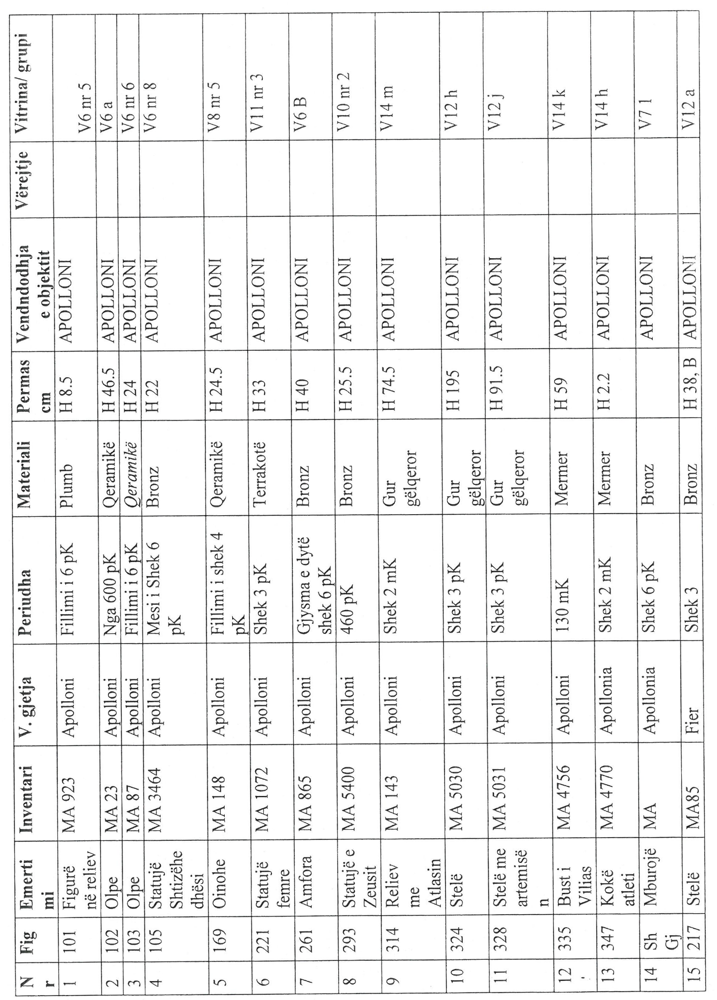 N r Fig Emerti mi Inventari V. gjetja Periudha Materiali Permas cm Vendndodhja e objektit Vërejtje Vitrina/ grupi
1 101 Figurë në reliev MA 923 Apolloni Fillimi i 6 pK Plumb H 8.5 APOLLONI V6 nr 5
2 102 Olpe MA 23 Apolloni Nga 600 pK Qeramikë H 46.5 APOLLONI V6 a
3 103 Olpe MA 87 Apolloni Fillimi i 6 pK Qeramikë H 24 APOLLONI V6 nr 6
4 105 Statujë Shtizëhe dhësi MA 3464 Apolloni Mesi i Shek 6 pK Bronz H 22 APOLLONI V6 nr 8
5 169 Oinohe MA 148 Apolloni Fillimi i shek 4 pK Qeramikë H 24.5 APOLLONI V8 nr 5
6 221 Statujë femre MA 1072 Apolloni Shek 3 pK Terrakotë H 33 APOLLONI V11 nr 3
7 261 Amfora MA 865 Apolloni Gjysma e dytë shek 6 pK Bronz H 40 APOLLONI V6 B
8 293 Statujë e Zeusit MA 5400 Apolloni 460 pK Bronz H 25.5 APOLLONI V10 nr 2
9 314 Reliev me Atlasin MA 143 Apolloni Shek 2 mK Gur gëlqeror H 74.5 APOLLONI V14 m
10 324 Stelë MA 5030 Apolloni Shek 3 pK Gur gëlqeror H 195 APOLLONI V12 h
11 328 Stelë me artemisë n MA 5031 Apolloni Shek 3 pK Gur gëlqeror H 91.5 APOLLONI V12 j
12 335 Bust i Vilias MA 4756 Apolloni 130 mK Mermer H 59 APOLLONI V14 k
13 347 Kokë atleti MA 4770 Apollonia Shek 2 mK Mermer H 2.2 APOLLONI V14 h
14 Sh Gj Mburojë MA Apollonia Shek 6 pK Bronz APOLLONI V7 l
15 217 Stelë MA85 Fier Shek 3 Bronz H 38, B APOLLONI V12 a